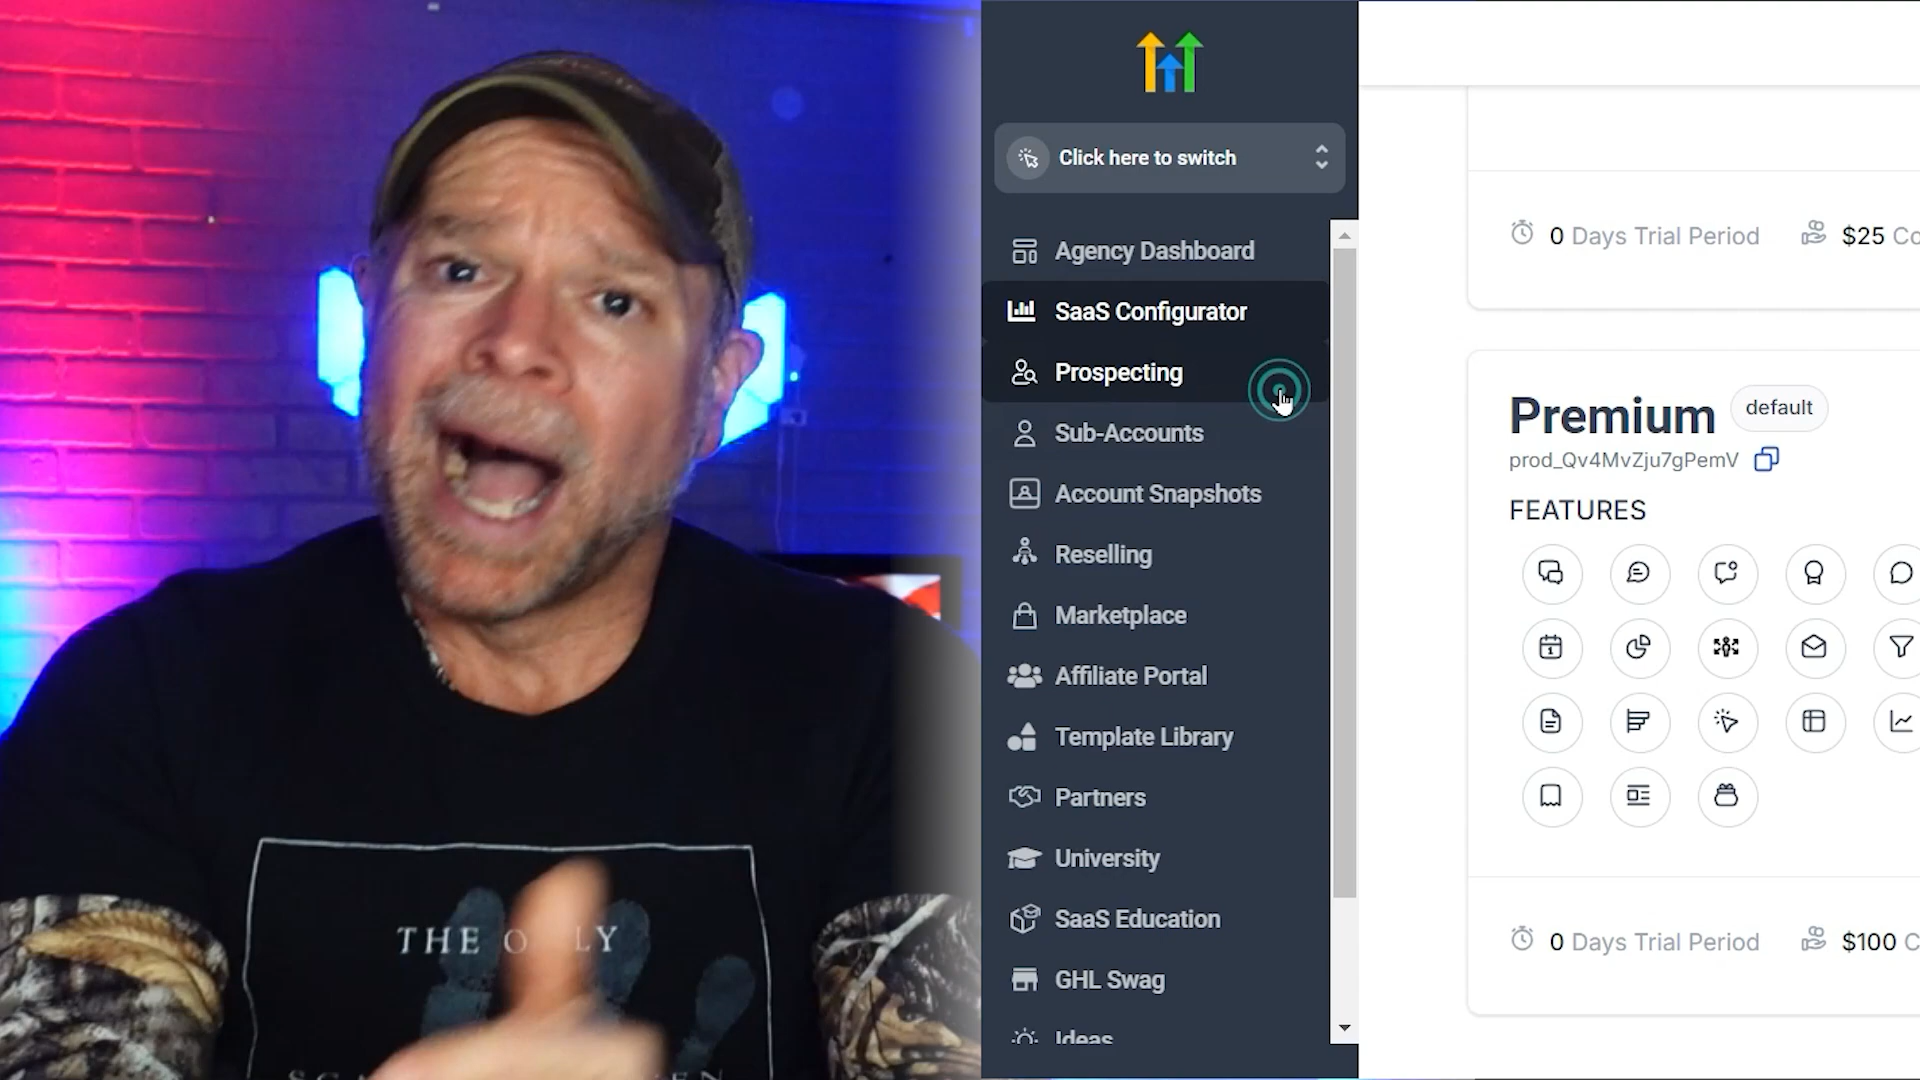 THE O LY
Click here to switch
Agency Dashboard
SaaS Configurator
Prospecting
Sub-Accounts
Account Snapshots
Reselling
Marketplace
Affiliate Portal
Template Library
Partners
University
SaaS Education
GHL Swag
Ideas
0 Days Trial Period
$25 Co
Premium
default
prod_Qv4MvZju7gPemV
FEATURES
1
0 Days Trial Period
$100 C